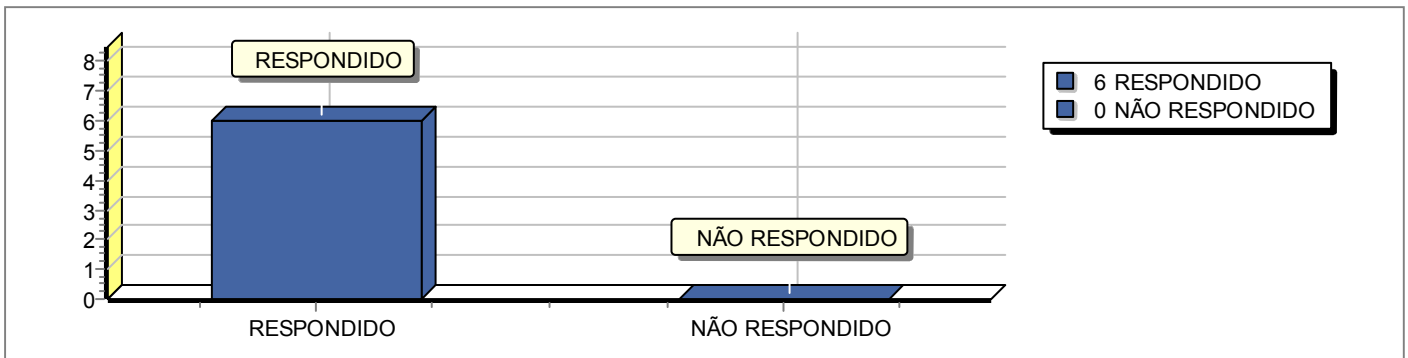 8
7
6
5
4
3
2
1
0
RESPONDIDO
NÃO RESPONDIDO
RESPONDIDO
NÃO RESPONDIDO
6 RESPONDIDO
0 NÃO RESPONDIDO